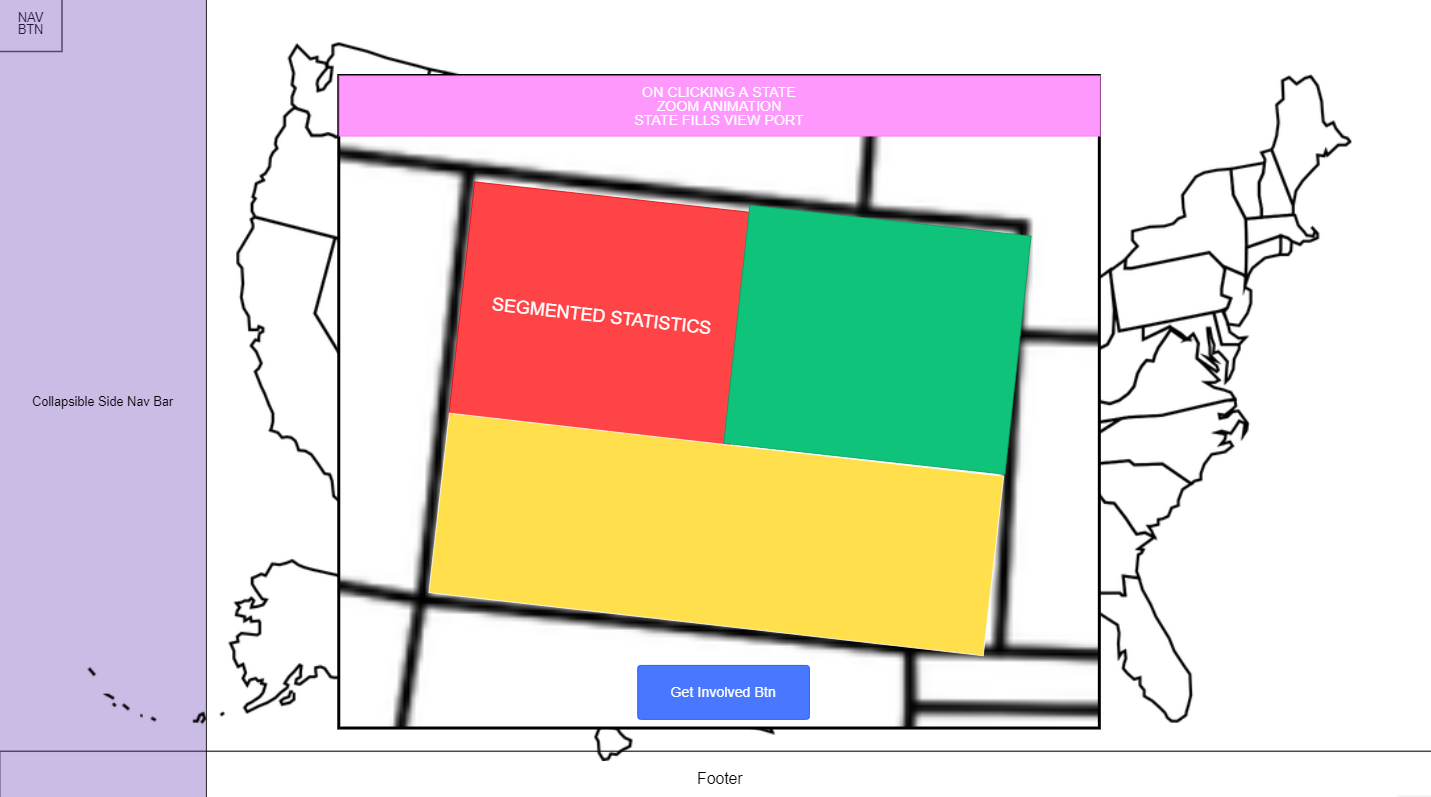 NAV
BTN
ON CLICKING A STATE
ZOOM ANIMATION
STATE FILLS VIEW PORT
SEGMENTED STATISTICS
Collapsible Side Nav Bar
Get Involved Btn
Footer